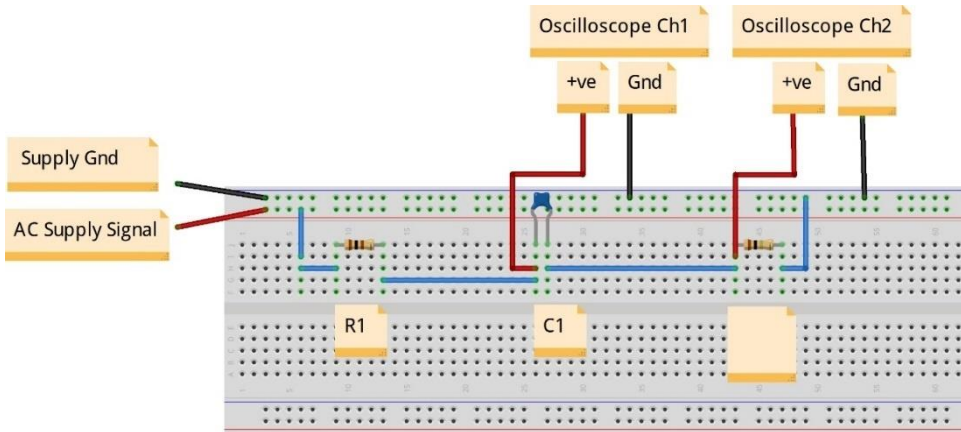 Oscilloscope Ch1
Oscilloscope Ch2
+ve
Gnd
+ve
Gnd
Supply Gnd
AC Supply Signal
R1
C1